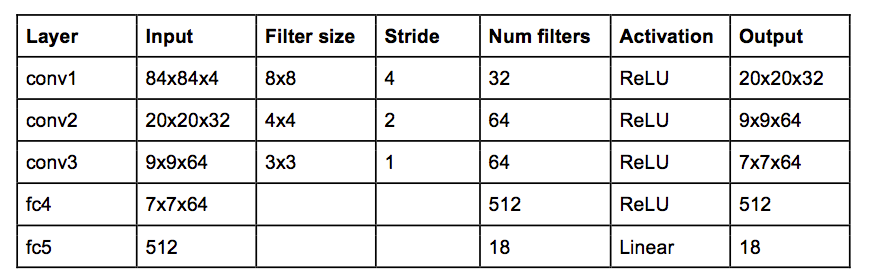 Layer Input Filter size Stride Num filters Activation Output
conv1 84x84x4 8x8 4 32 ReLU 20x20x32
conv2 20x20x32 4x4 2 64 ReLU 9x9x64
conv3 9x9x64 3x3 1 64 ReLU 7x7x64
fc4 7x7x64 512 ReLU 512
fc5 512 18 Linear 18